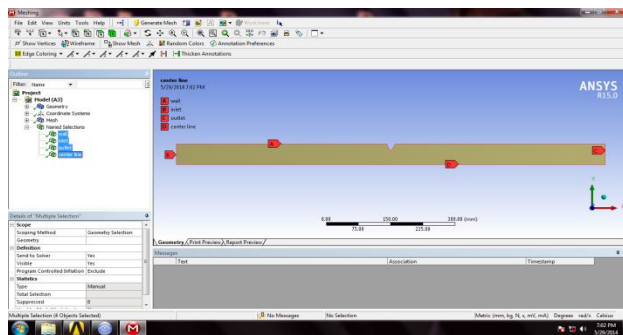 Meshing
File Edit View Units Tools Help Generate Mesh Worksheet
Show Vertices Wireframe Show Mesh Random Colors Annotation Preferences
Edge Coloring Thicken Annotations
Outline
Filter: Name
Project
Model (A3)
Geometry
Coordinate Systems
Mesh
Named Selections
wall
inlet
outlet
center line
center line
5/29/2014 7:02 PM
A wall
B inlet
C outlet
D center line
ANSYS
R15.0
A
B
C
D
0.00 150.00 300.00 (mm)
75.00 225.00
Geometry Print Preview Report Preview
Details of "Multiple Selection"
Scope
Scoping Method Geometry Selection
Geometry
Definition
Send to Solver Yes
Visible Yes
Program Controlled Inflation Exclude
Statistics
Type Manual
Total Selection
Suppressed 0
Messages
Text Association Timestamp
Multiple Selection (4 Objects Selected) No Messages No Selection Metric (mm, kg, N, s, mV, mA) Degrees rad/s Celsius
7:02 PM
5/29/2014